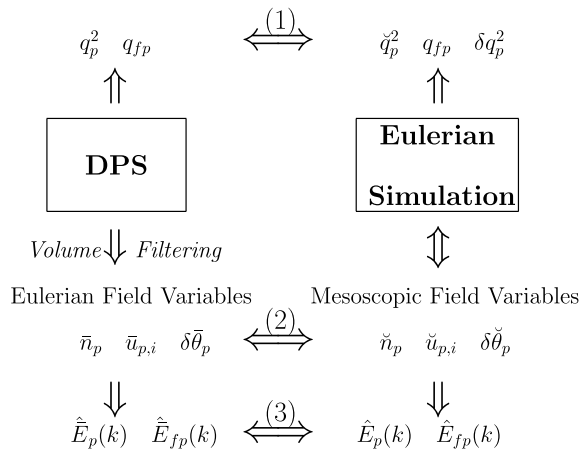 q_p^2 q_{fp} (1) q̆_p^2 q_{fp} δq_p^2
DPS
Eulerian
Simulation
Volume Filtering
Eulerian Field Variables Mesoscopic Field Variables
n̄_p ū_{p,i} δθ̄_p (2) n̆_p ŭ_{p,i} δθ̆_p
Ē̂_p(k) Ē̂_{fp}(k) (3) Ê_p(k) Ê_{fp}(k)